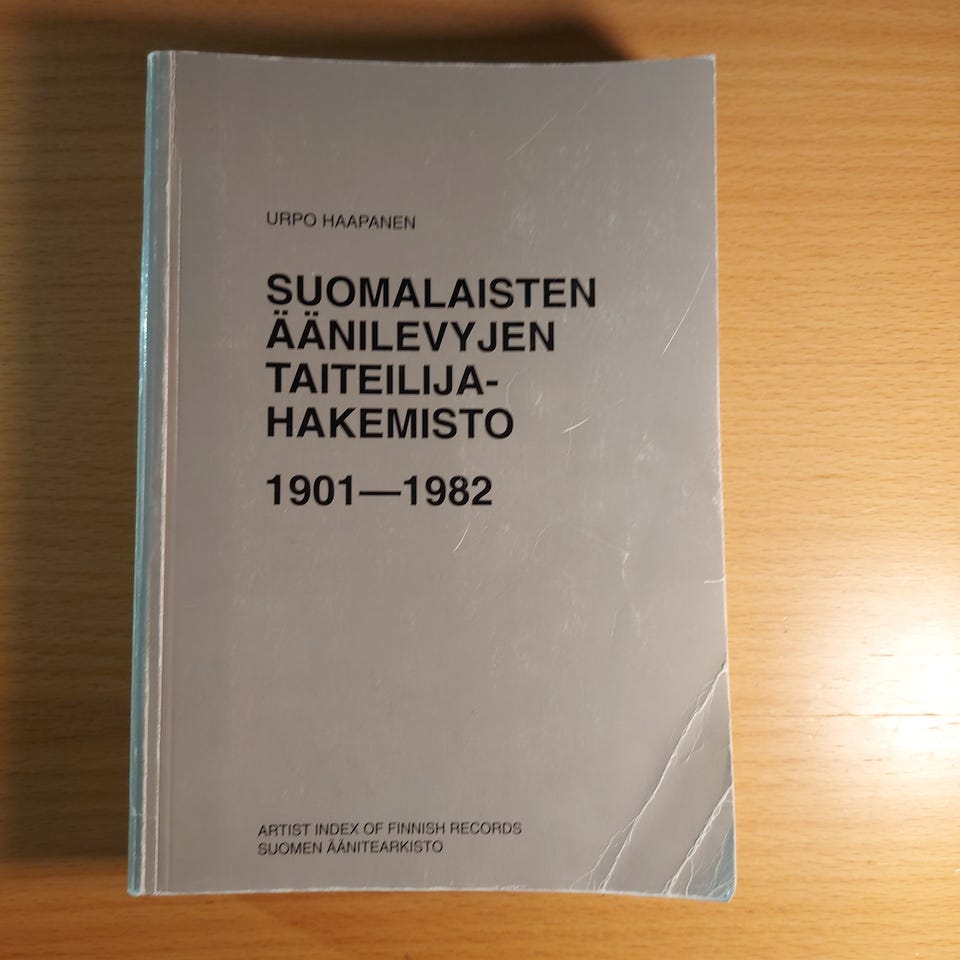 URPO HAAPANEN
SUOMALAISTEN
ÄÄNILEVYJEN
TAITEILIJA-
HAKEMISTO
1901—1982
ARTIST INDEX OF FINNISH RECORDS
SUOMEN ÄÄNITEARKISTO